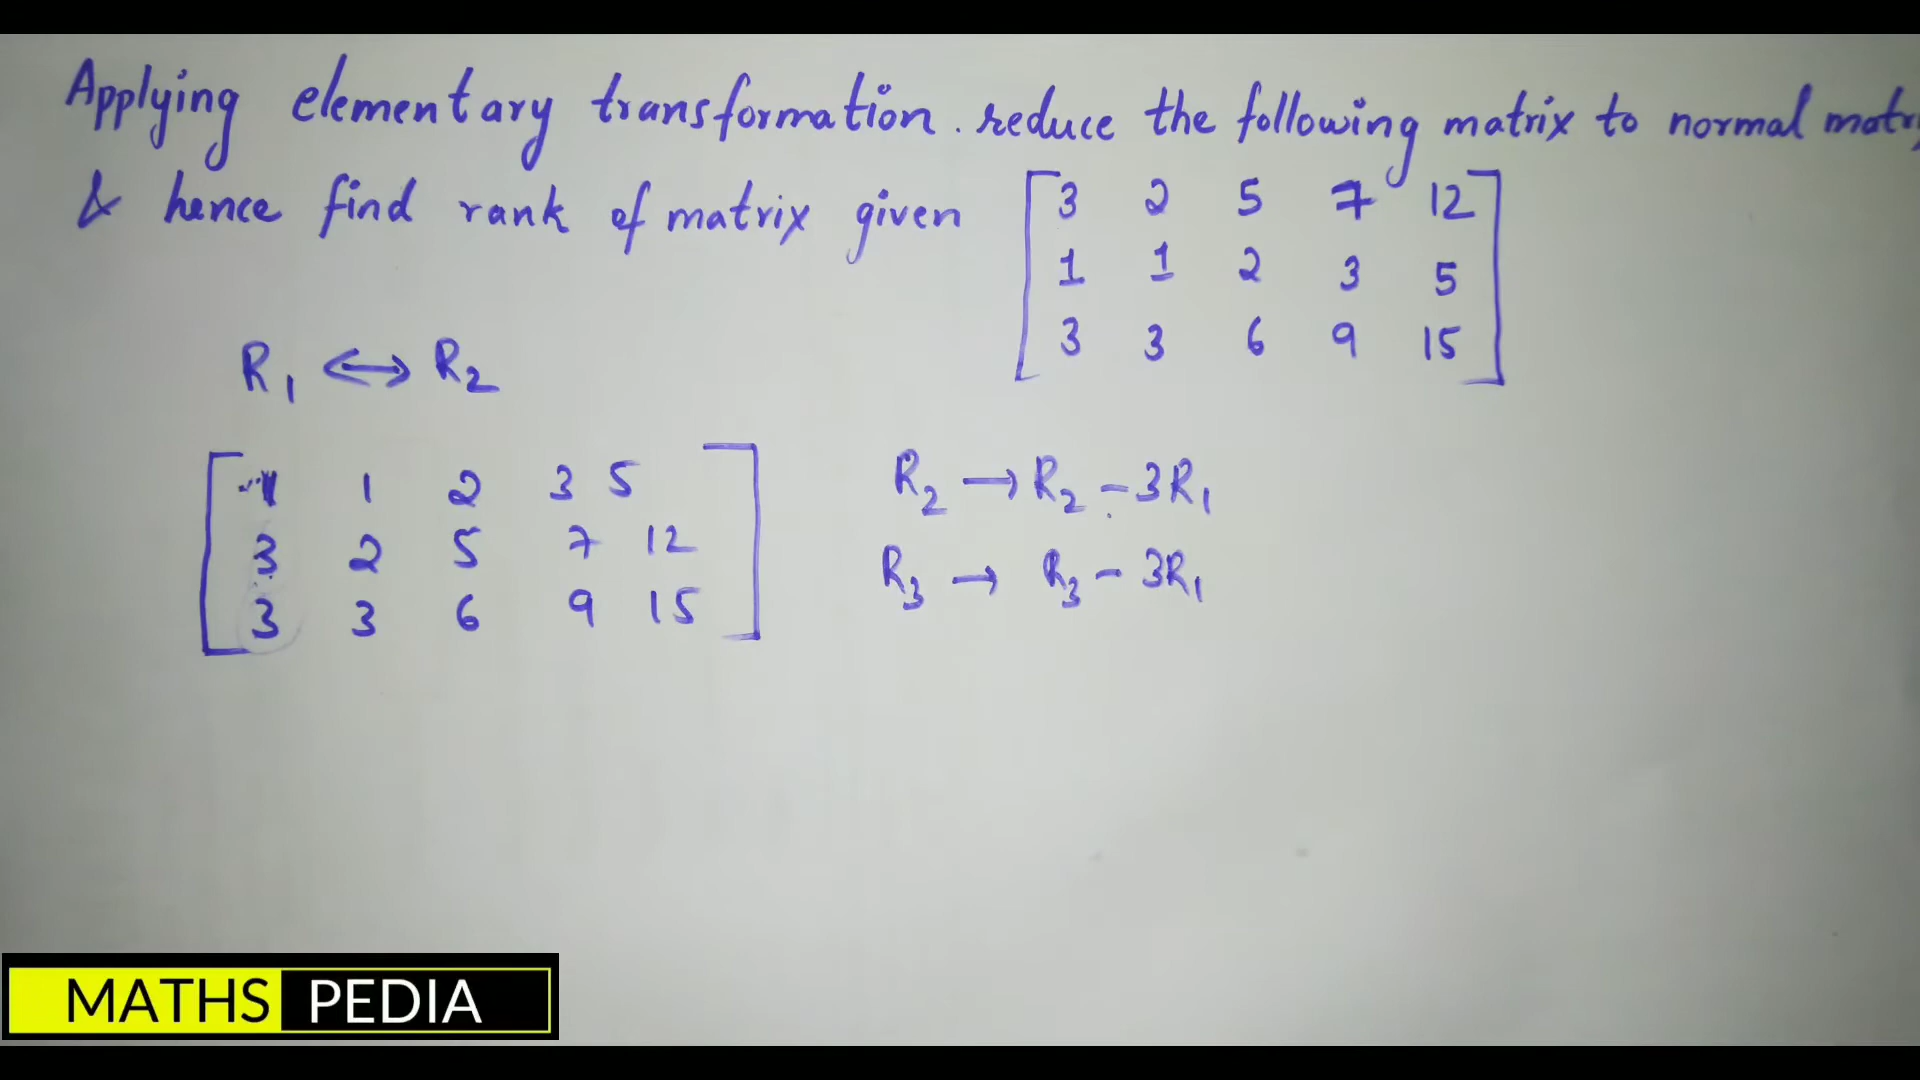 Applying elementary transformation. reduce the following matrix to normal
& hence find rank of matrix given
3 2 5 7 12
1 1 2 3 5
3 3 6 9 15
R₁ ↔ R₂
1 1 2 3 5
3 2 5 7 12
3 3 6 9 15
R₂ → R₂ - 3R₁
R₃ → R₃ - 3R₁
MATHS PEDIA